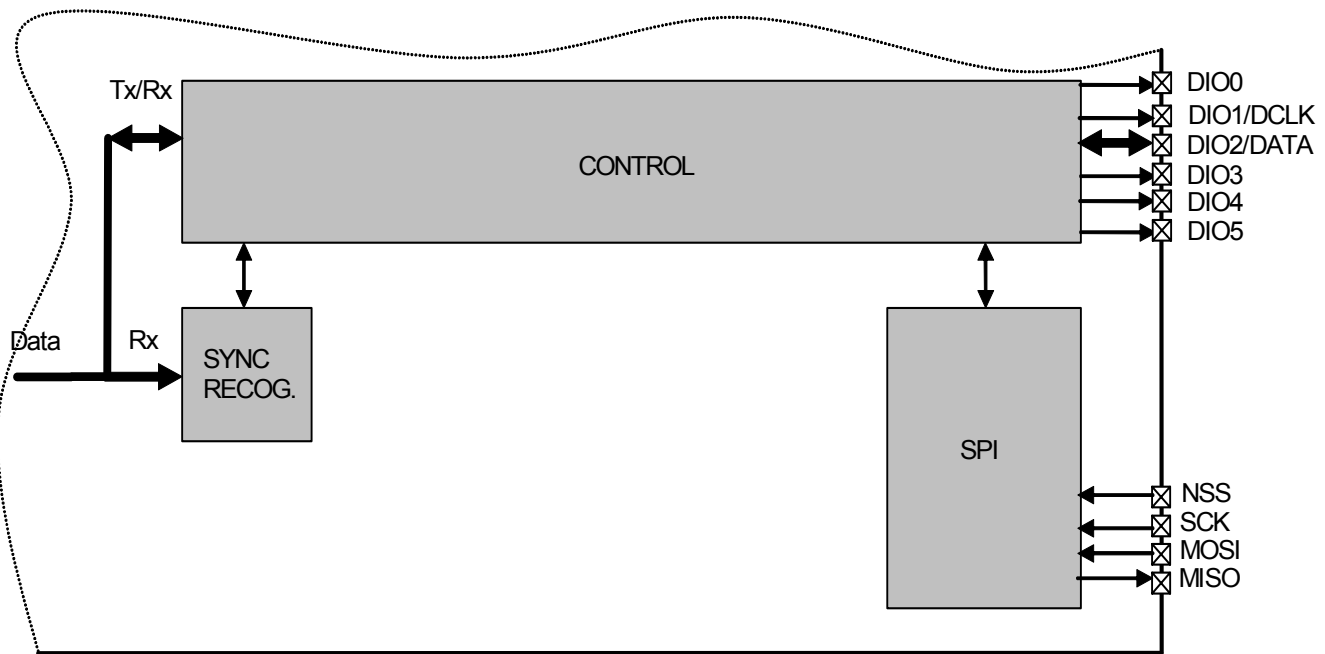 Tx/Rx
CONTROL
DIO0
DIO1/DCLK
DIO2/DATA
DIO3
DIO4
DIO5
Data
Rx
SYNC
RECOG.
SPI
NSS
SCK
MOSI
MISO